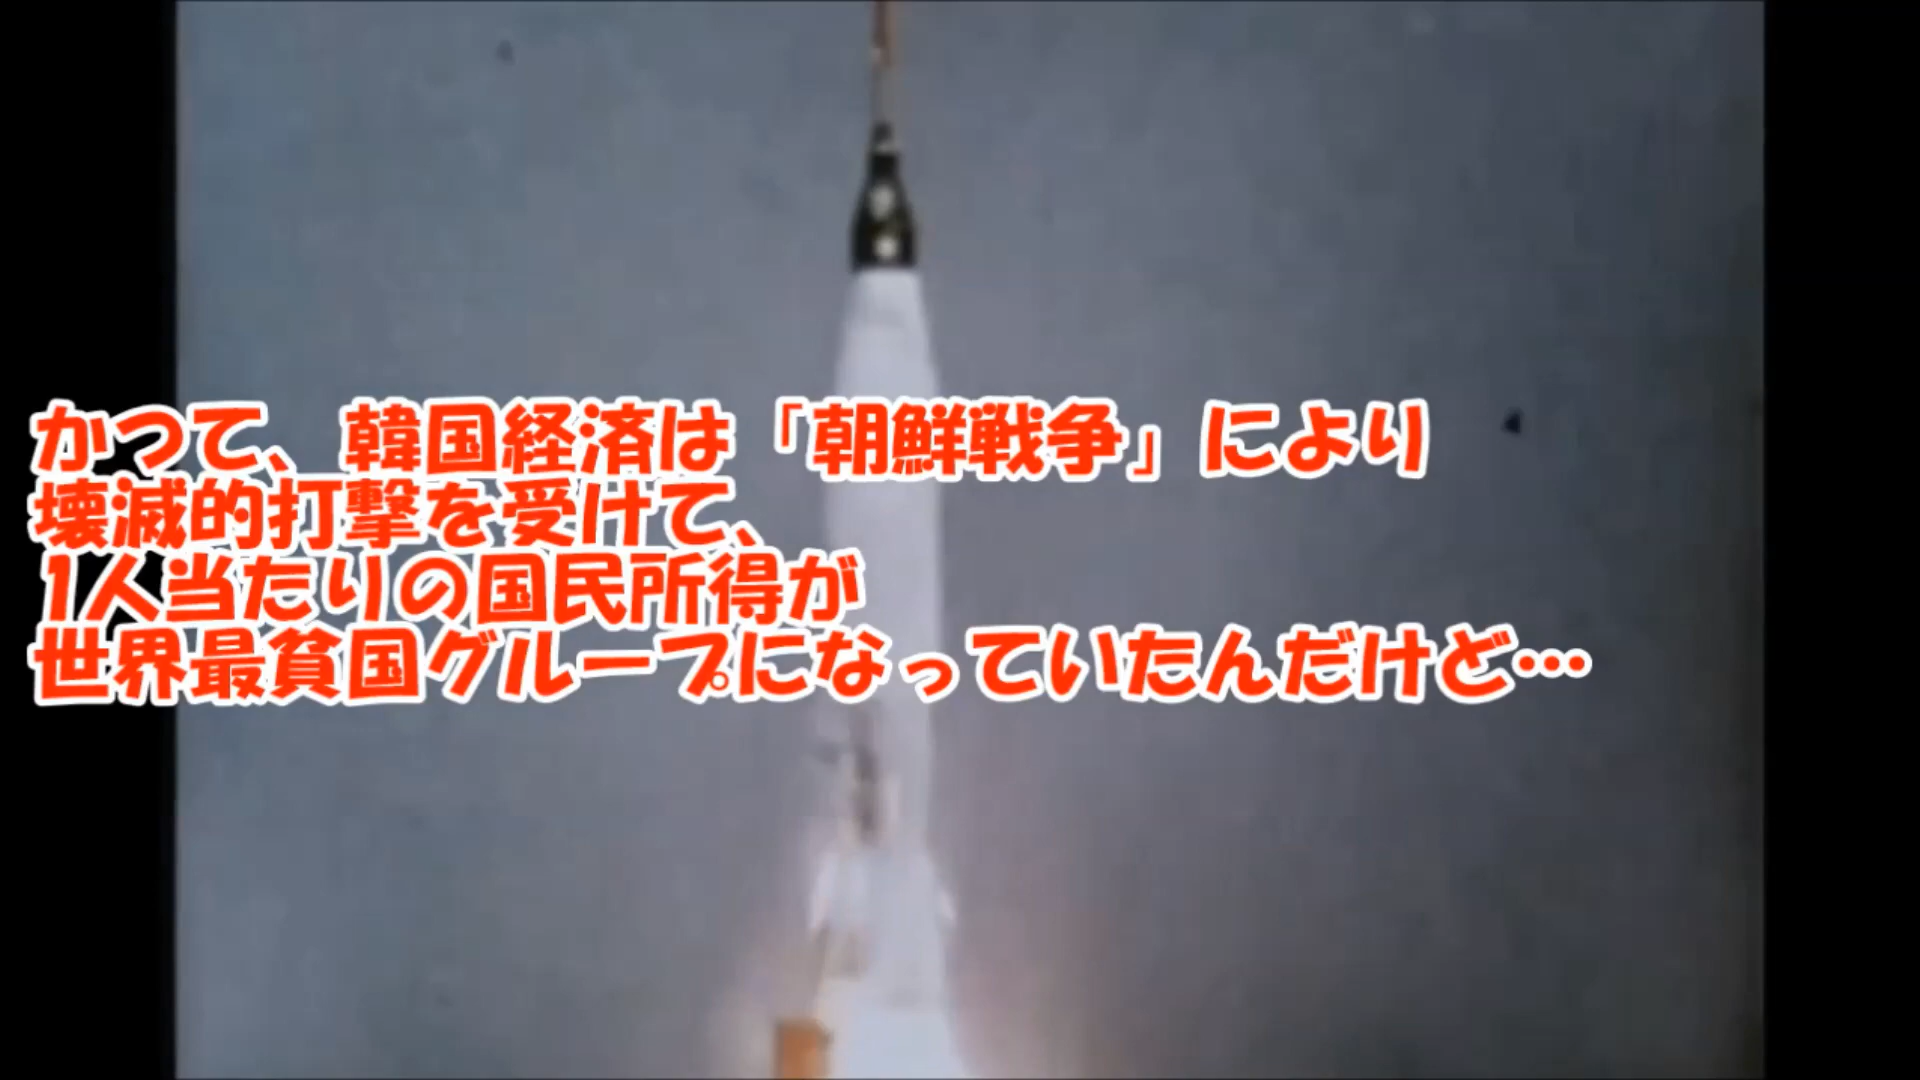 かつて、韓国経済は「朝鮮戦争」により
壊滅的打撃を受けて、
1人当たりの国民所得が
世界最貧国グループになっていたんだけど…